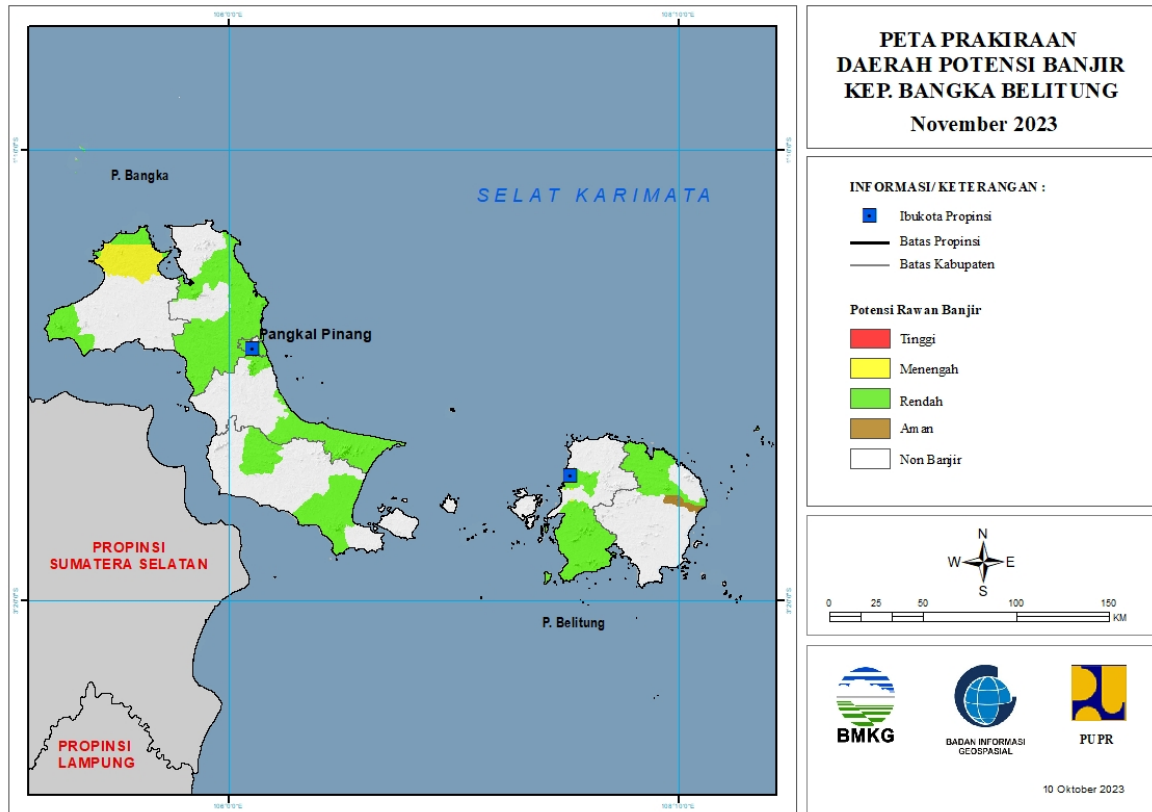 PETA PRAKIRAAN
DAERAH POTENSI BANJIR
KEP. BANGKA BELITUNG
November 2023
P. Bangka
SELAT KARIMATA
Pangkal Pinang
P. Belitung
PROPINSI
SUMATERA SELATAN
PROPINSI
LAMPUNG
INFORMASI/ KETERANGAN :
Ibukota Propinsi
Batas Propinsi
Batas Kabupaten
Potensi Rawan Banjir
Tinggi
Menengah
Rendah
Aman
Non Banjir
N
W E
S
0 25 50 100 150
KM
BMKG
BADAN INFORMASI
GEOSPASIAL
PUPR
10 Oktober 2023